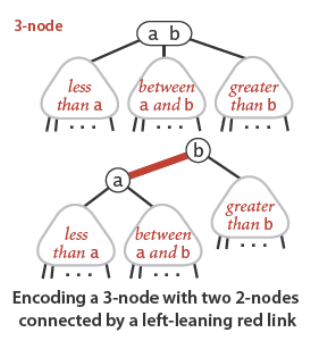 3-node
a b
less
than a
between
a and b
greater
than b
b
a
less
than a
between
a and b
greater
than b
Encoding a 3-node with two 2-nodes
connected by a left-leaning red link